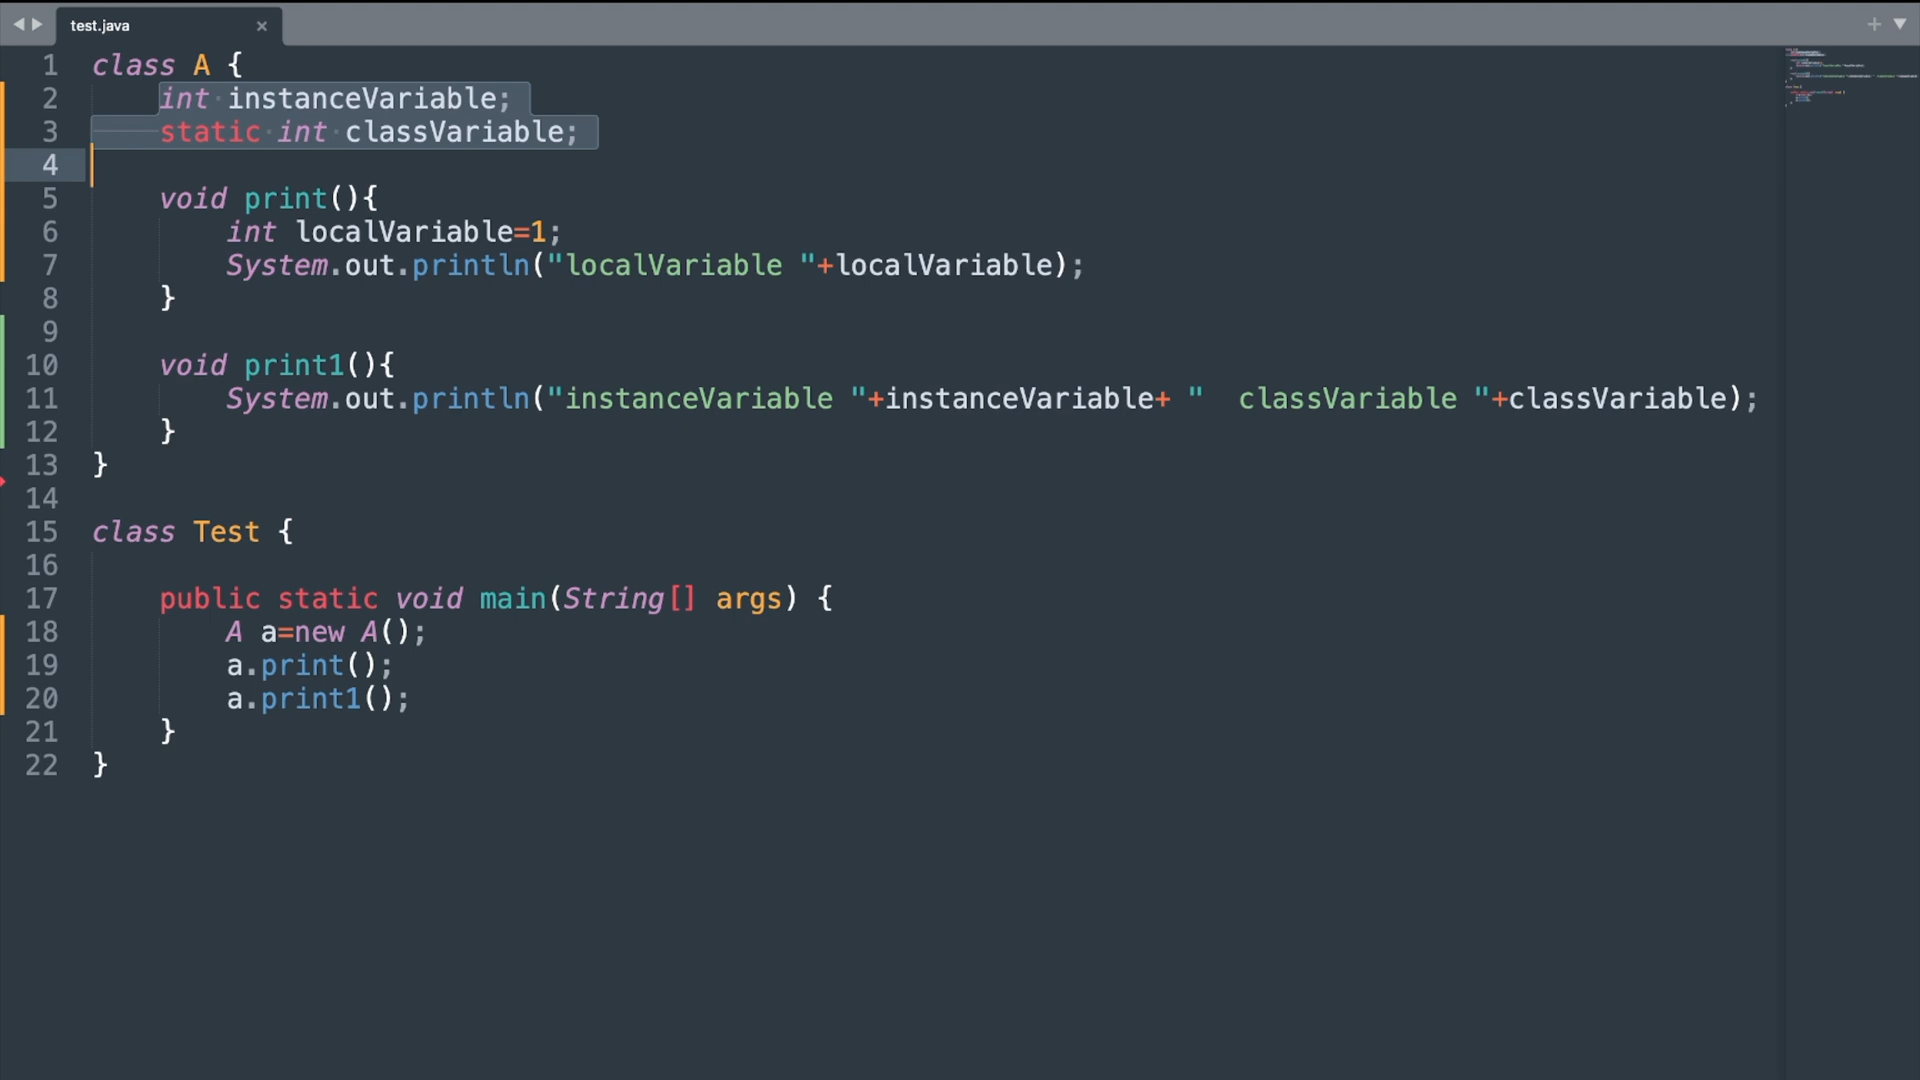 test.java
1 class A {
2 int instanceVariable;
3 static int classVariable;
4
5 void print(){
6 int localVariable=1;
7 System.out.println("localVariable "+localVariable);
8 }
9
10 void print1(){
11 System.out.println("instanceVariable "+instanceVariable+ "  classVariable "+classVariable);
12 }
13 }
14
15 class Test {
16
17 public static void main(String[] args) {
18 A a=new A();
19 a.print();
20 a.print1();
21 }
22 }